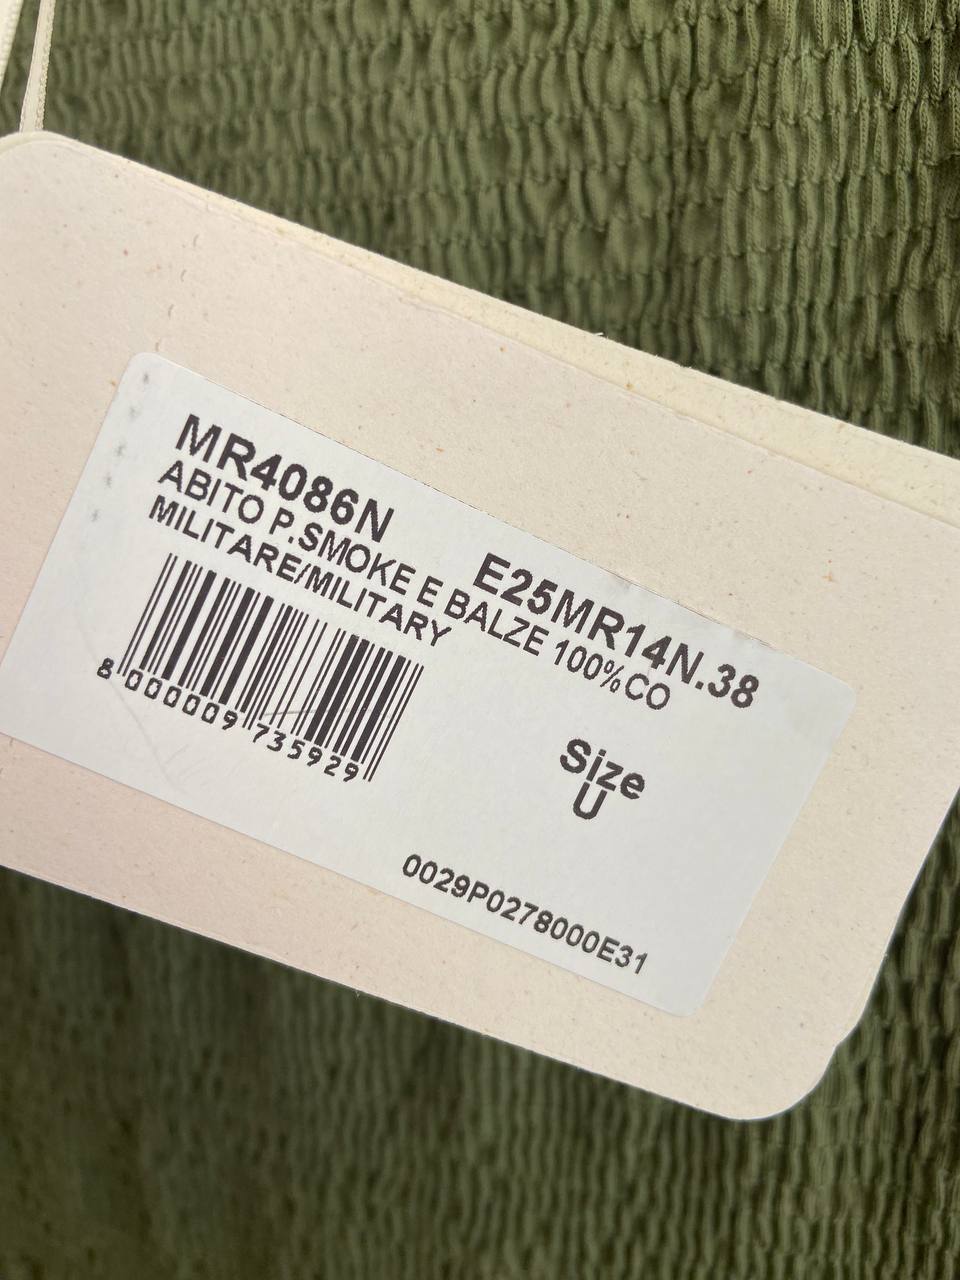 MR4086N
E25MR14N.38
ABITO P.SMOKE E BALZE 100%CO
MILITARE/MILITARY
8 000009 735929
Size
U
0029P0278000E31